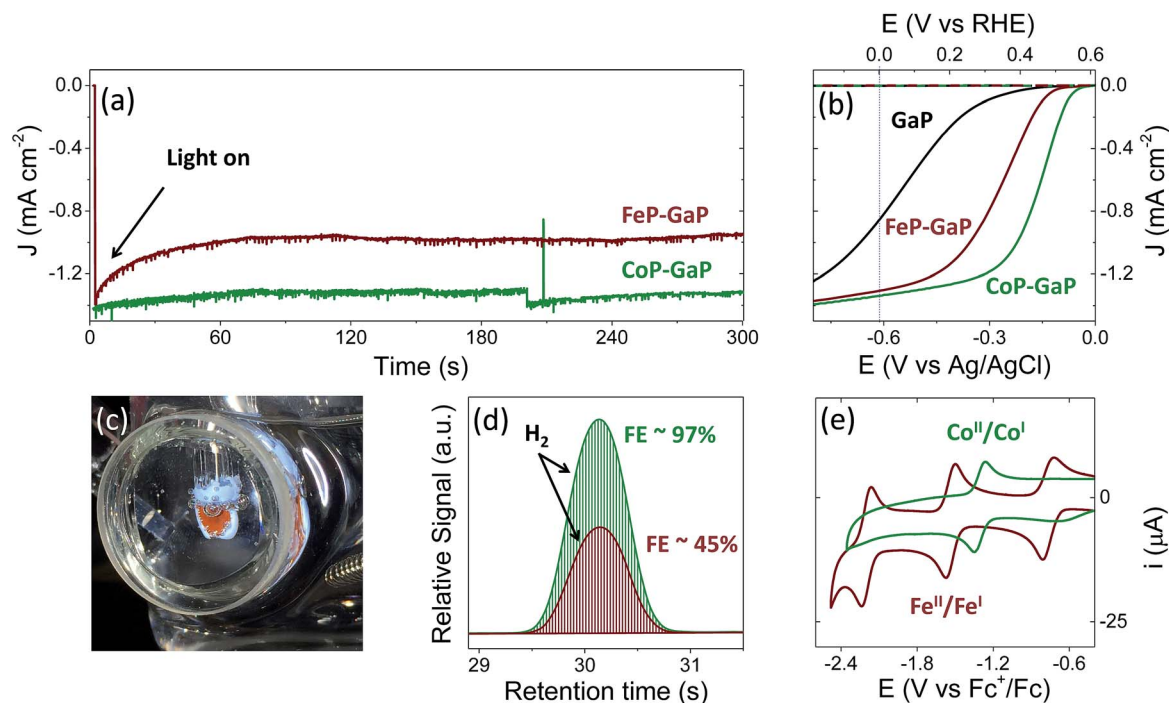 (a)
0.0
-0.4
-0.8
-1.2
J (mA cm⁻²)
Light on
FeP-GaP
CoP-GaP
0 60 120 180 240 300
Time (s)
E (V vs RHE)
0.0 0.2 0.4 0.6
(b)
GaP
FeP-GaP
CoP-GaP
0.0
-0.4
-0.8
-1.2
J (mA cm⁻²)
-0.6 -0.3 0.0
E (V vs Ag/AgCl)
(c)
(d)
H₂
FE ~ 97%
FE ~ 45%
Relative Signal (a.u.)
29 30 31
Retention time (s)
(e)
Coᴵᴵ/Coᴵ
Feᴵᴵ/Feᴵ
0
-25
i (μA)
-2.4 -1.8 -1.2 -0.6
E (V vs Fc⁺/Fc)